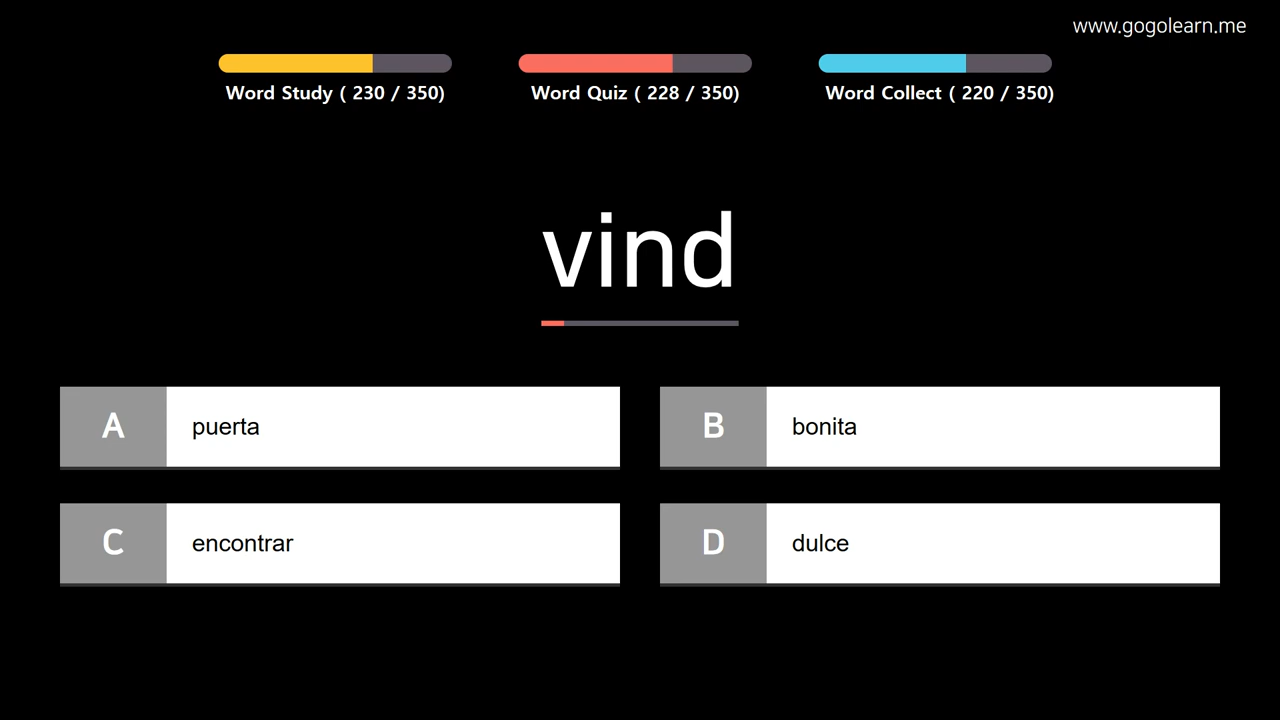 www.gogolearn.me
Word Study ( 230 / 350)
Word Quiz ( 228 / 350)
Word Collect ( 220 / 350)
vind
A puerta
B bonita
C encontrar
D dulce